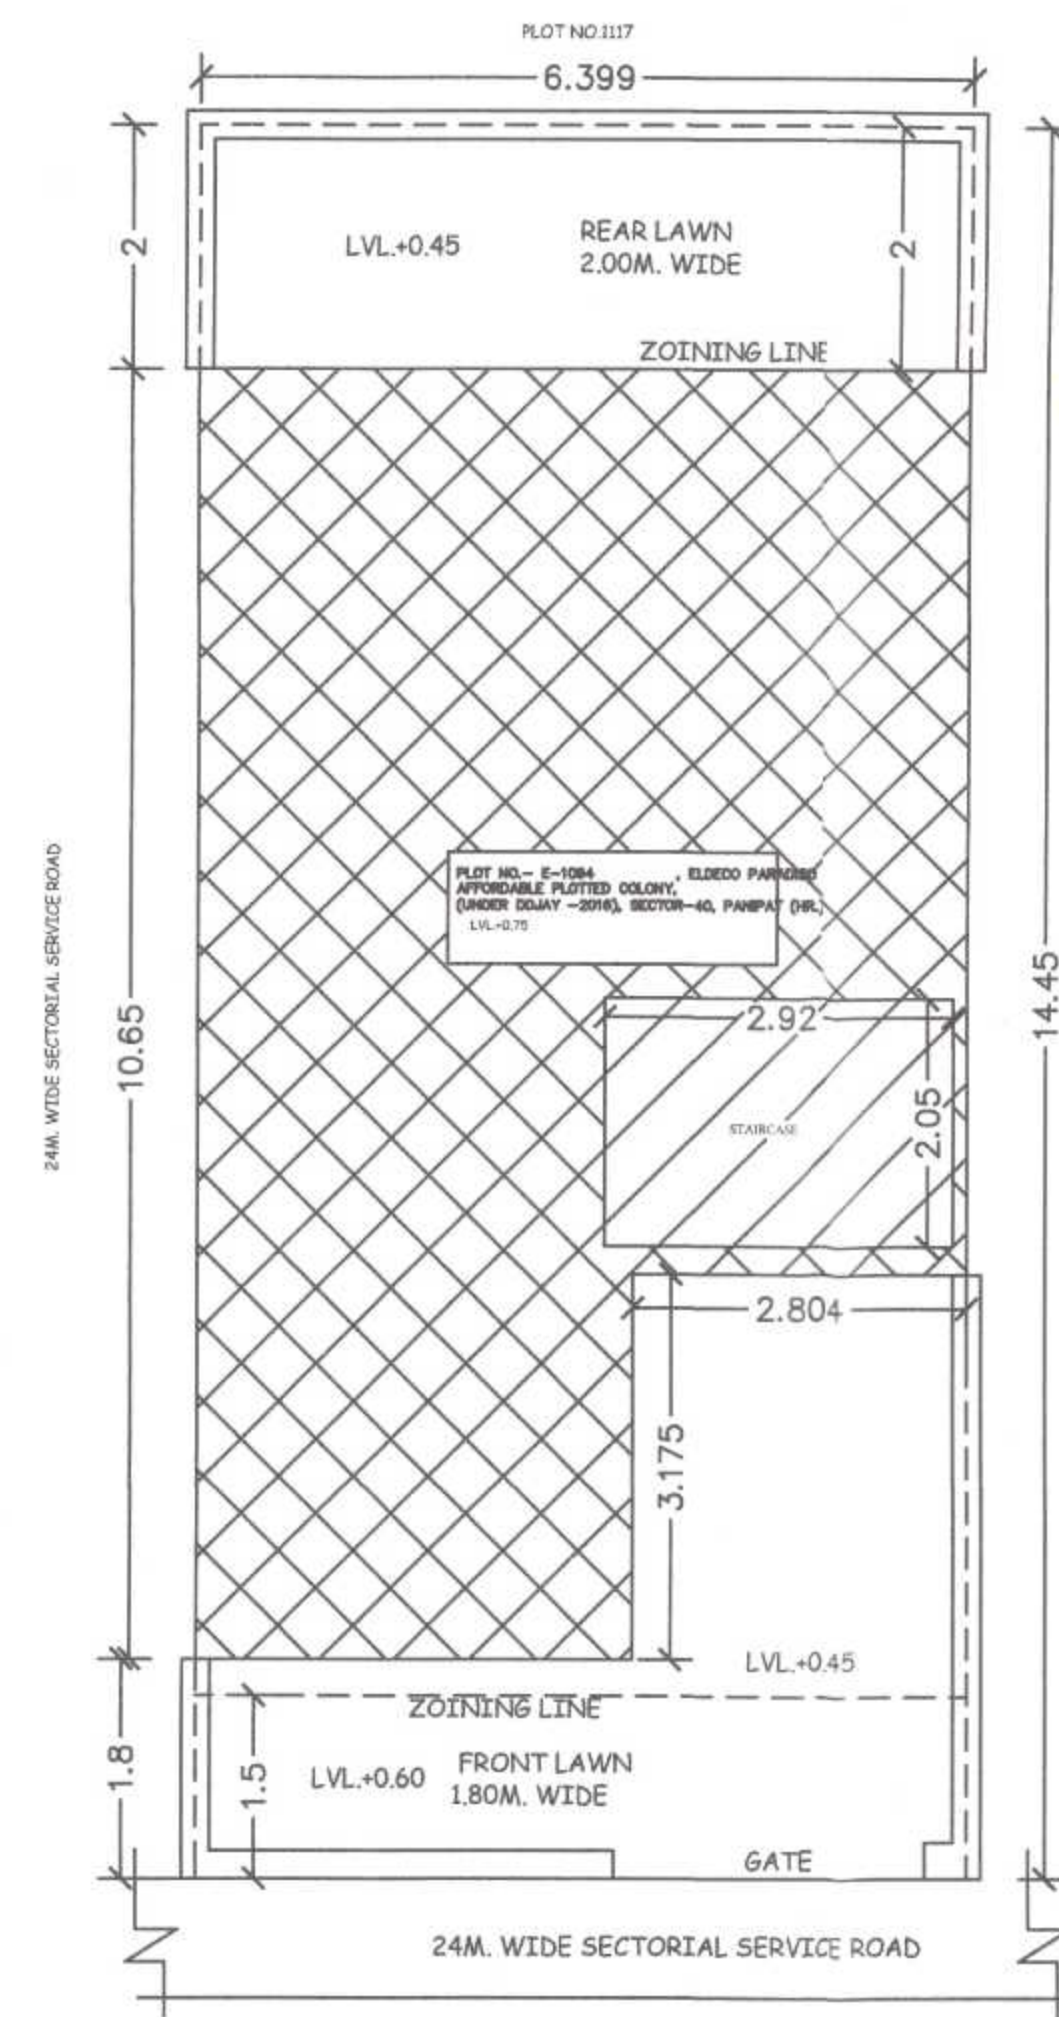 PLOT NO.1117
6.399
2
LVL.+0.45
REAR LAWN
2.00M. WIDE
2
ZOINING LINE
24M. WIDE SECTORIAL SERVICE ROAD
10.65
14.45
PLOT NO.- E-1094 , ELDECO PARADISO
AFFORDABLE PLOTTED COLONY,
(UNDER DDJAY -2016), SECTOR-40, PANIPAT (HR.)
LVL.+0.75
2.92
2.05
STAIRCASE
2.804
3.175
LVL.+0.45
ZOINING LINE
1.8
1.5
LVL.+0.60
FRONT LAWN
1.80M. WIDE
GATE
24M. WIDE SECTORIAL SERVICE ROAD